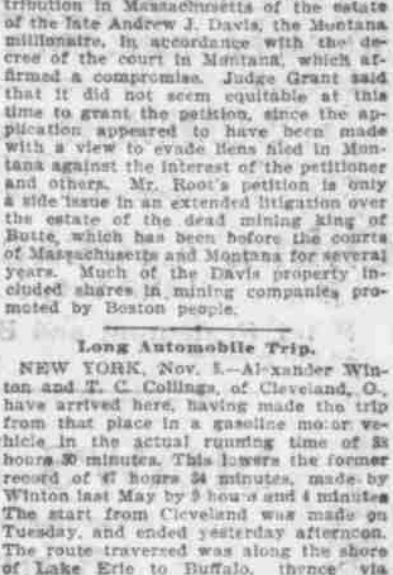 tribution in Massachusetts of the estate
of the late Andrew J. Davis, the Montana
millionaire, in accordance with the de-
cree of the court in Montana, which af-
firmed a compromise. Judge Grant said
that it did not seem equitable at this
time to grant the petition, since the ap-
plication appeared to have been made
with a view to evade liens filed in Mon-
tana against the interest of the petitioner
and others. Mr. Root's petition is only
a side issue in an extended litigation over
the estate of the dead mining king of
Butte, which has been before the courts
of Massachusetts and Montana for several
years. Much of the Davis property in-
cluded shares in mining companies pro-
moted by Boston people.
Long Automobile Trip.
NEW YORK, Nov. —Alexander Win-
ton and T. C. Collings, of Cleveland, O.,
have arrived here, having made the trip
from that place in a gasoline motor ve-
hicle in the actual running time of 38
hours 30 minutes. This lowers the former
record of 47 hours 34 minutes, made by
Winton last May by 9 hours and 4 minutes
The start from Cleveland was made on
Tuesday, and ended yesterday afternoon.
The route traversed was along the shore
of Lake Erie to Buffalo, thence via